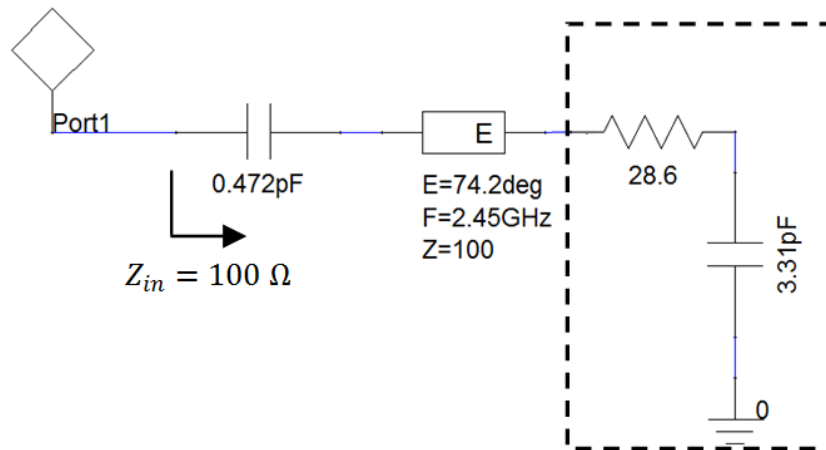 Port1
0.472pF
E
E=74.2deg
F=2.45GHz
Z=100
28.6
3.31pF
0
Z_in = 100 Ω